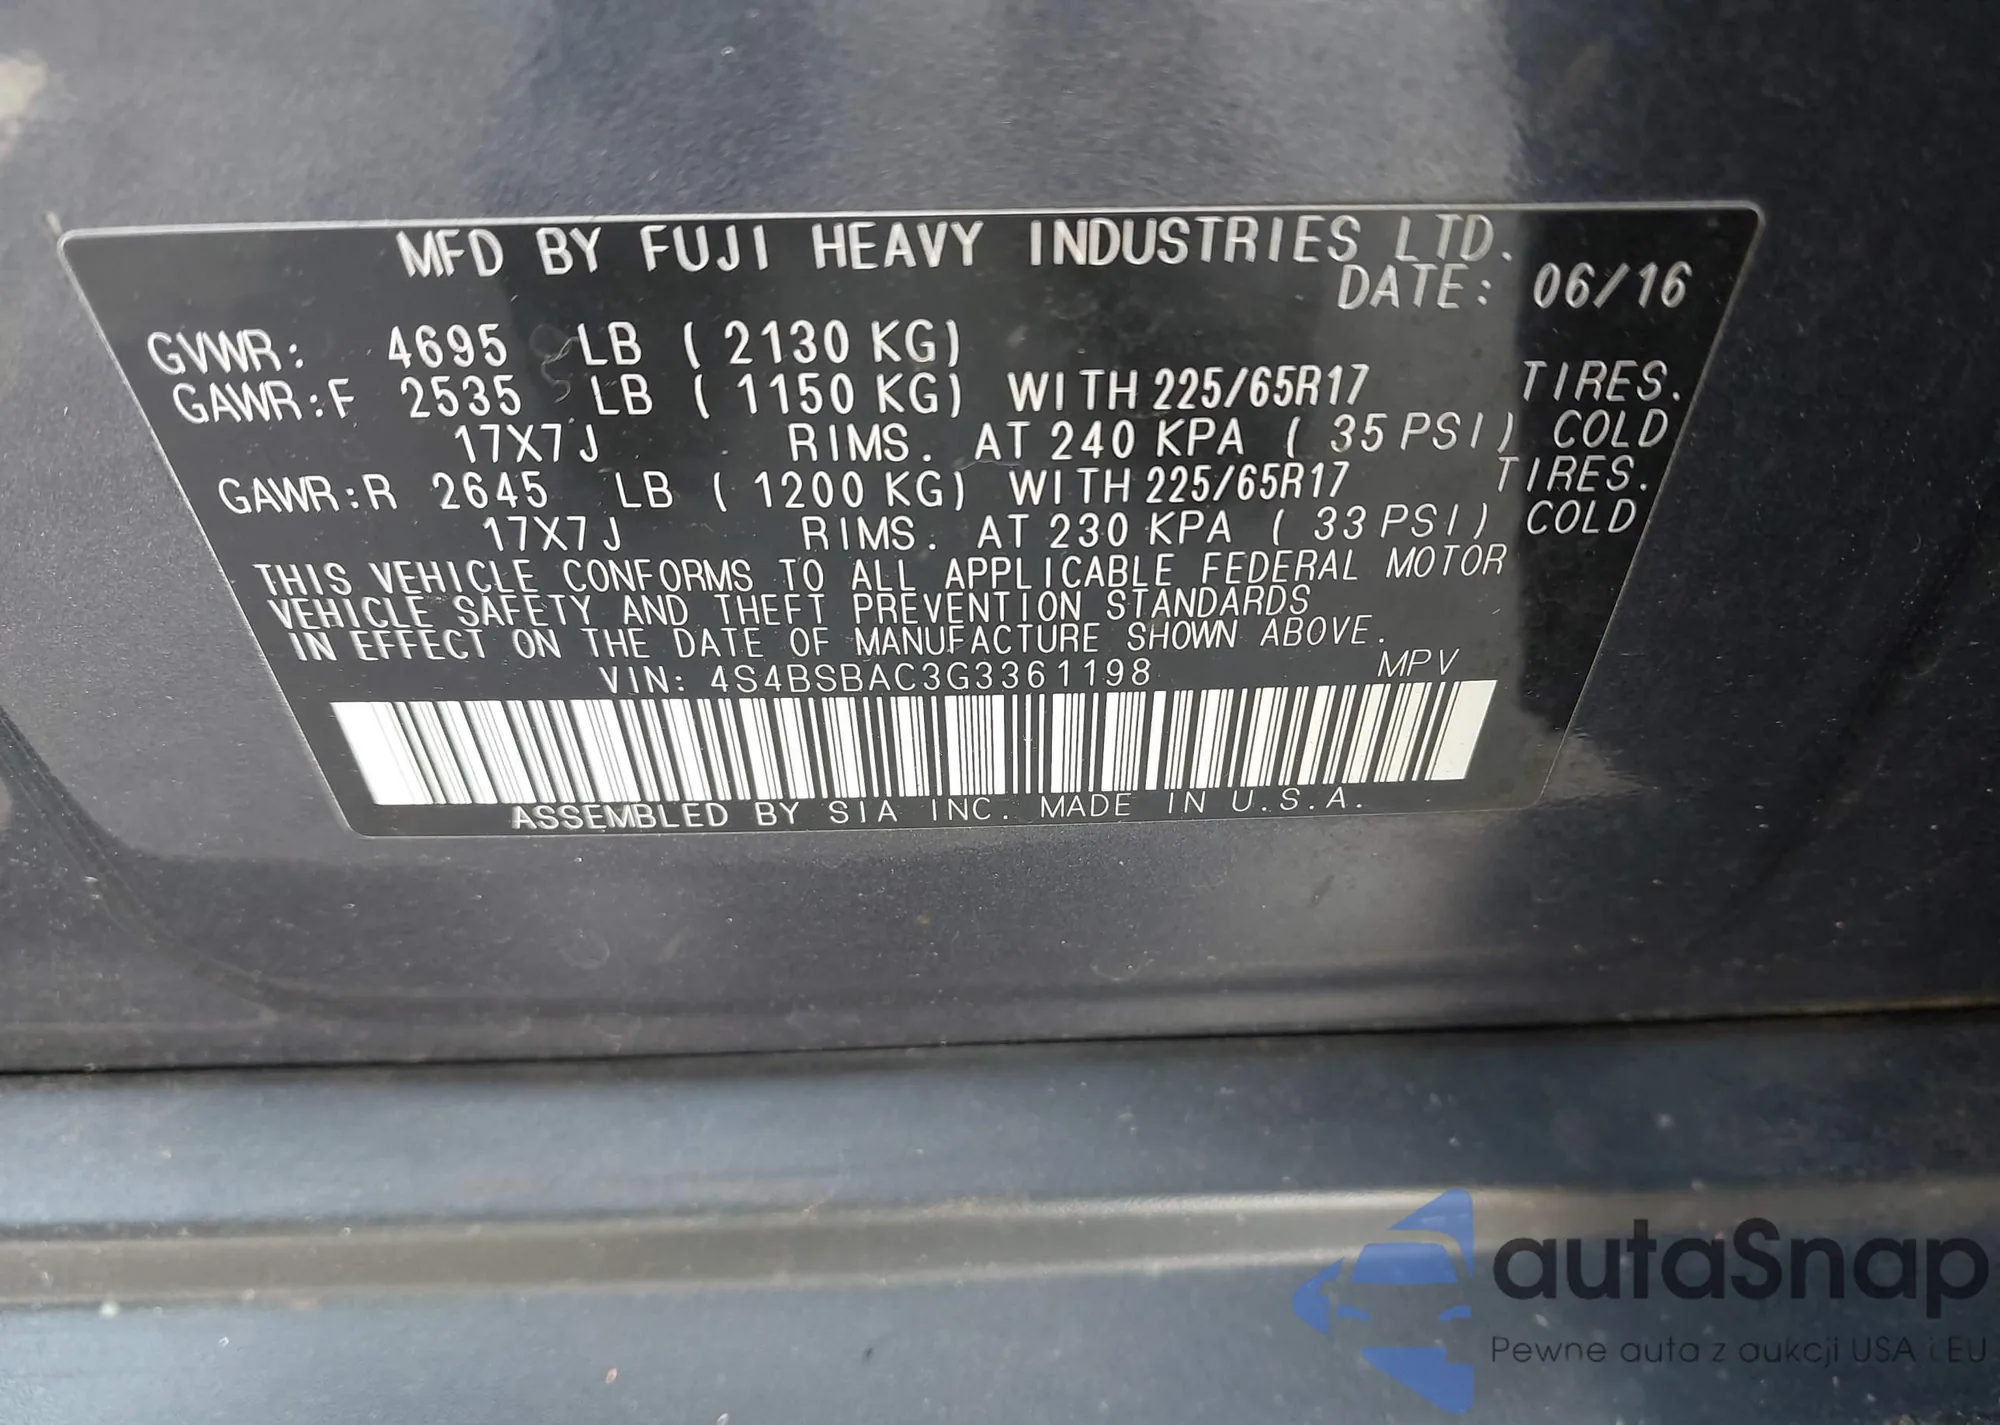 MFD BY FUJI HEAVY INDUSTRIES LTD.
DATE: 06/16
GVWR: 4695 LB ( 2130 KG)
GAWR:F 2535 LB ( 1150 KG) WITH 225/65R17 TIRES.
17X7J RIMS. AT 240 KPA ( 35 PSI) COLD
GAWR:R 2645 LB ( 1200 KG) WITH 225/65R17 TIRES.
17X7J RIMS. AT 230 KPA ( 33 PSI) COLD
THIS VEHICLE CONFORMS TO ALL APPLICABLE FEDERAL MOTOR
VEHICLE SAFETY AND THEFT PREVENTION STANDARDS
IN EFFECT ON THE DATE OF MANUFACTURE SHOWN ABOVE.
VIN: 4S4BSBAC3G3361198 MPV
ASSEMBLED BY SIA INC. MADE IN U.S.A.
autaSnap
Pewne auta z aukcji USA i EU